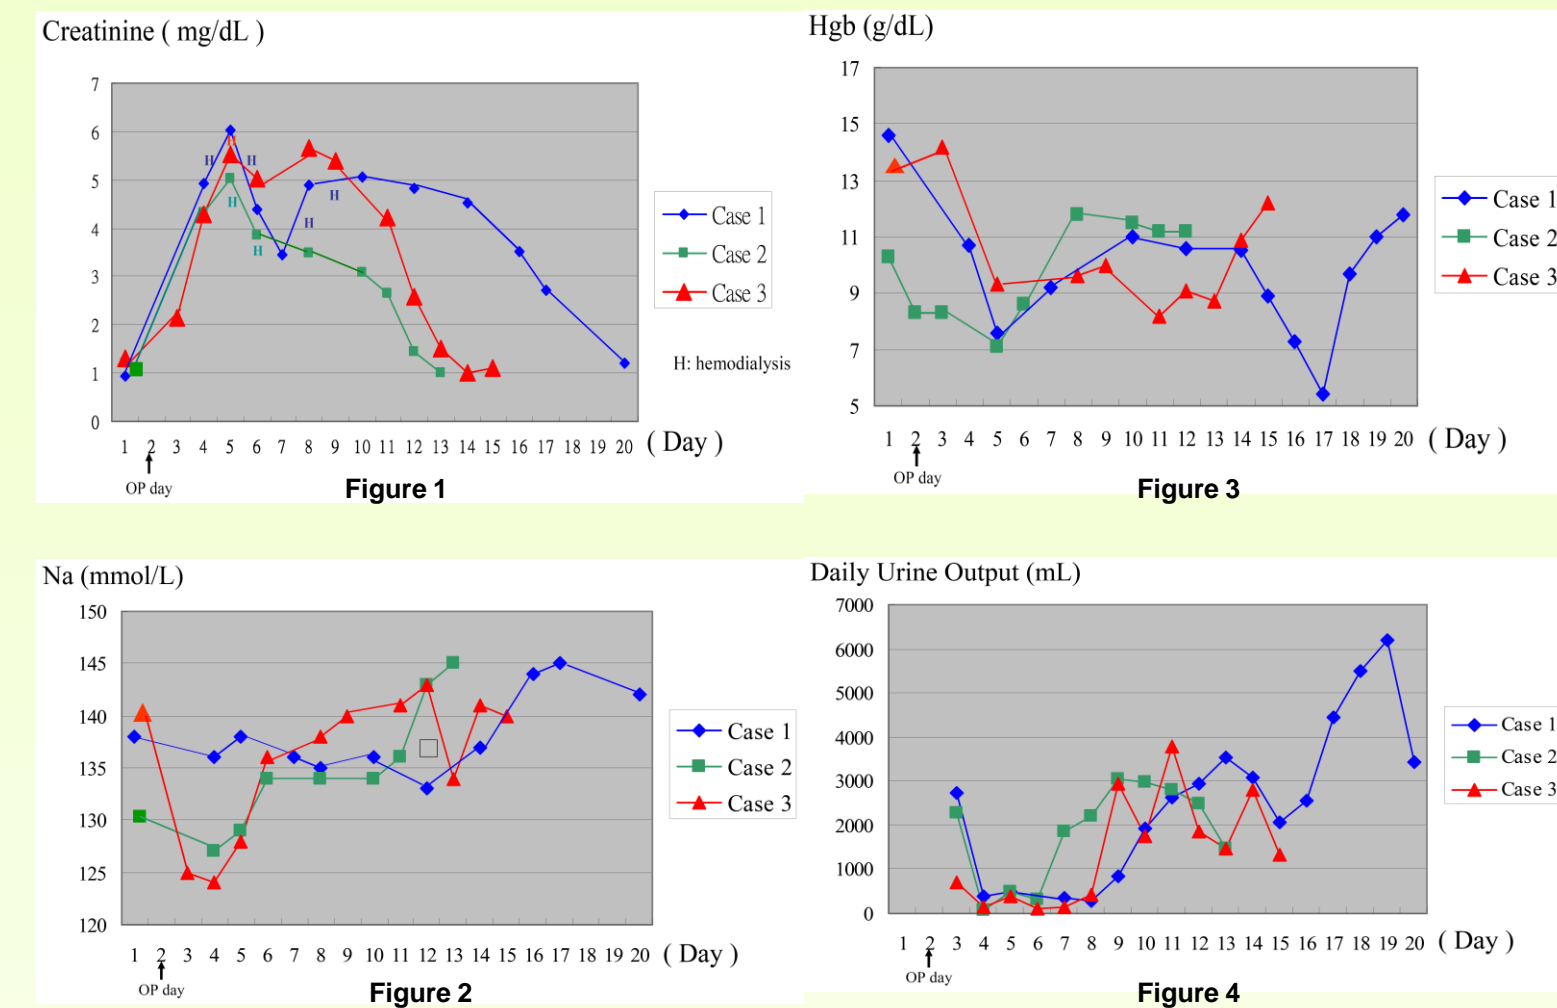 Creatinine ( mg/dL )
7
6
5
4
3
2
1
0
H
H
H
H
H
H
H
1 2 3 4 5 6 7 8 9 10 11 12 13 14 15 16 17 18 19 20 ( Day )
OP day
Case 1
Case 2
Case 3
H: hemodialysis
Figure 1
Hgb (g/dL)
17
15
13
11
9
7
5
1 2 3 4 5 6 7 8 9 10 11 12 13 14 15 16 17 18 19 20 ( Day )
OP day
Case 1
Case 2
Case 3
Figure 3
Na (mmol/L)
150
145
140
135
130
125
120
1 2 3 4 5 6 7 8 9 10 11 12 13 14 15 16 17 18 19 20 ( Day )
OP day
Case 1
Case 2
Case 3
Figure 2
Daily Urine Output (mL)
7000
6000
5000
4000
3000
2000
1000
0
1 2 3 4 5 6 7 8 9 10 11 12 13 14 15 16 17 18 19 20 ( Day )
OP day
Case 1
Case 2
Case 3
Figure 4